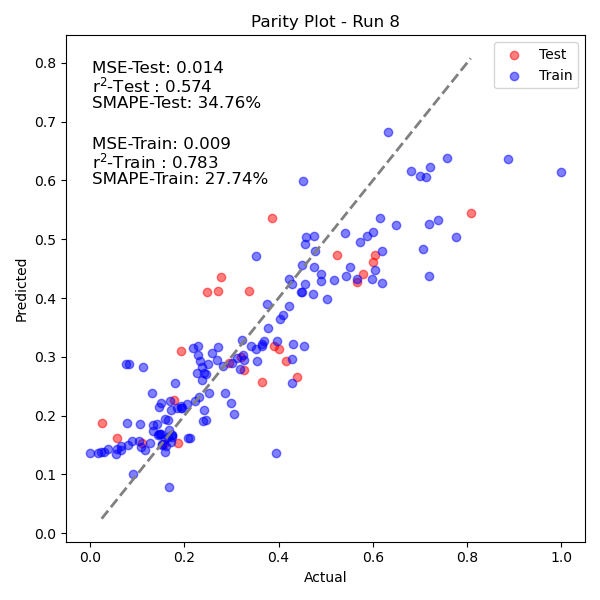 Parity Plot - Run 8
Test
Train
MSE-Test: 0.014
r²-Test : 0.574
SMAPE-Test: 34.76%
MSE-Train: 0.009
r²-Train : 0.783
SMAPE-Train: 27.74%
Predicted
0.8
0.7
0.6
0.5
0.4
0.3
0.2
0.1
0.0
0.0 0.2 0.4 0.6 0.8 1.0
Actual